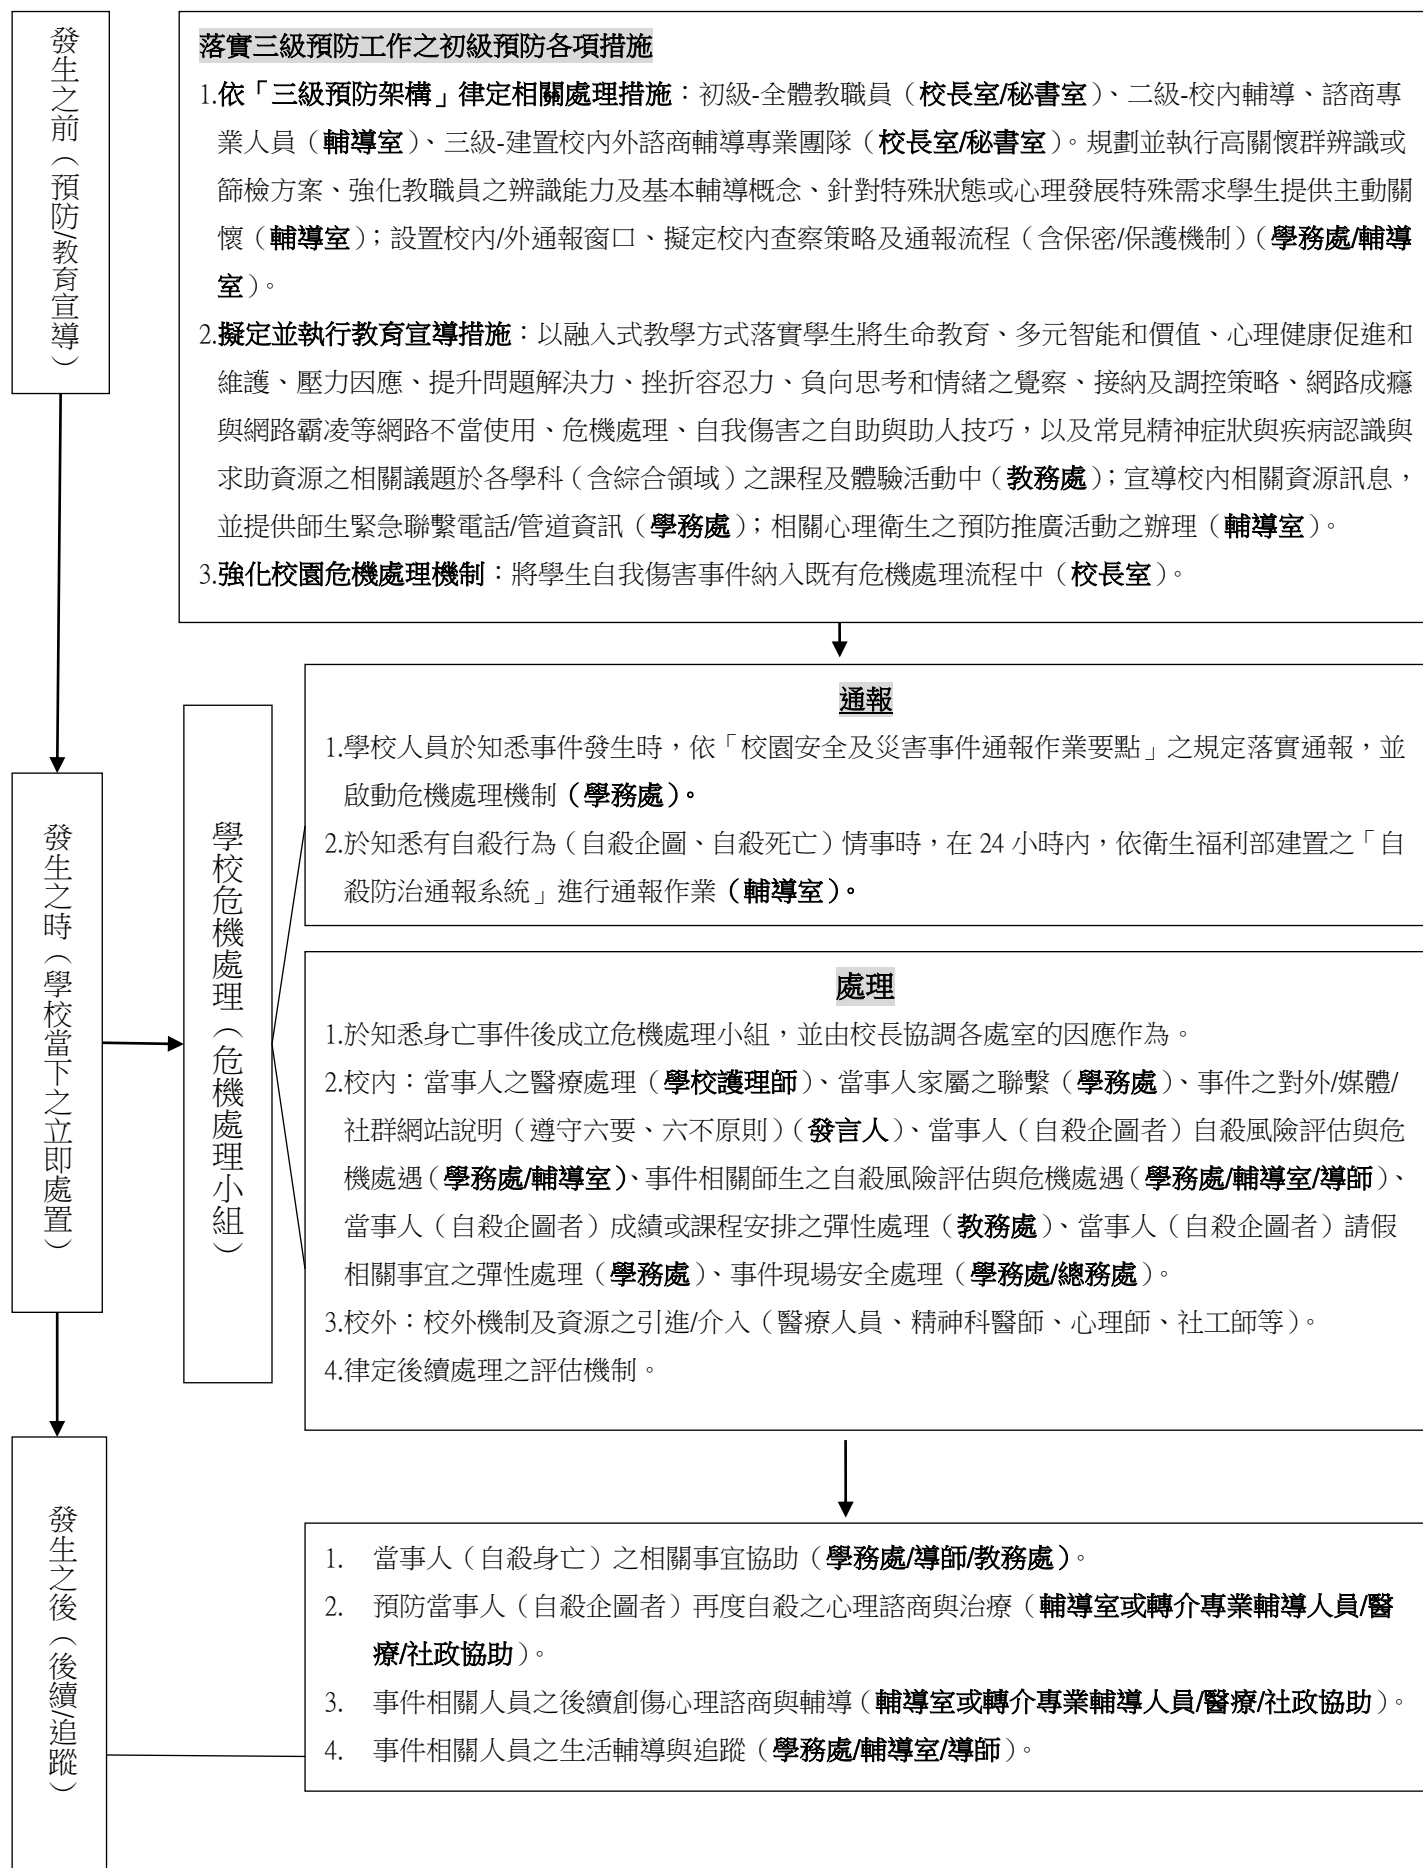 發生之前（預防/教育宣導）
落實三級預防工作之初級預防各項措施
1.依「三級預防架構」律定相關處理措施：初級-全體教職員（校長室/秘書室）、二級-校內輔導、諮商專
業人員（輔導室）、三級-建置校內外諮商輔導專業團隊（校長室/秘書室）。規劃並執行高關懷群辨識或
篩檢方案、強化教職員之辨識能力及基本輔導概念、針對特殊狀態或心理發展特殊需求學生提供主動關
懷（輔導室）；設置校內/外通報窗口、擬定校內查察策略及通報流程（含保密/保護機制）（學務處/輔導
室）。
2.擬定並執行教育宣導措施：以融入式教學方式落實學生將生命教育、多元智能和價值、心理健康促進和
維護、壓力因應、提升問題解決力、挫折容忍力、負向思考和情緒之覺察、接納及調控策略、網路成癮
與網路霸凌等網路不當使用、危機處理、自我傷害之自助與助人技巧，以及常見精神症狀與疾病認識與
求助資源之相關議題於各學科（含綜合領域）之課程及體驗活動中（教務處）；宣導校內相關資源訊息，
並提供師生緊急聯繫電話/管道資訊（學務處）；相關心理衛生之預防推廣活動之辦理（輔導室）。
3.強化校園危機處理機制：將學生自我傷害事件納入既有危機處理流程中（校長室）。
發生之時（學校當下之立即處置）
學校危機處理（危機處理小組）
通報
1.學校人員於知悉事件發生時，依「校園安全及災害事件通報作業要點」之規定落實通報，並
啟動危機處理機制（學務處）。
2.於知悉有自殺行為（自殺企圖、自殺死亡）情事時，在 24 小時內，依衛生福利部建置之「自
殺防治通報系統」進行通報作業（輔導室）。
處理
1.於知悉身亡事件後成立危機處理小組，並由校長協調各處室的因應作為。
2.校內：當事人之醫療處理（學校護理師）、當事人家屬之聯繫（學務處）、事件之對外/媒體/
社群網站說明（遵守六要、六不原則）（發言人）、當事人（自殺企圖者）自殺風險評估與危
機處遇（學務處/輔導室）、事件相關師生之自殺風險評估與危機處遇（學務處/輔導室/導師）、
當事人（自殺企圖者）成績或課程安排之彈性處理（教務處）、當事人（自殺企圖者）請假
相關事宜之彈性處理（學務處）、事件現場安全處理（學務處/總務處）。
3.校外：校外機制及資源之引進/介入（醫療人員、精神科醫師、心理師、社工師等）。
4.律定後續處理之評估機制。
發生之後（後續/追蹤）
1. 當事人（自殺身亡）之相關事宜協助（學務處/導師/教務處）。
2. 預防當事人（自殺企圖者）再度自殺之心理諮商與治療（輔導室或轉介專業輔導人員/醫
療/社政協助）。
3. 事件相關人員之後續創傷心理諮商與輔導（輔導室或轉介專業輔導人員/醫療/社政協助）。
4. 事件相關人員之生活輔導與追蹤（學務處/輔導室/導師）。